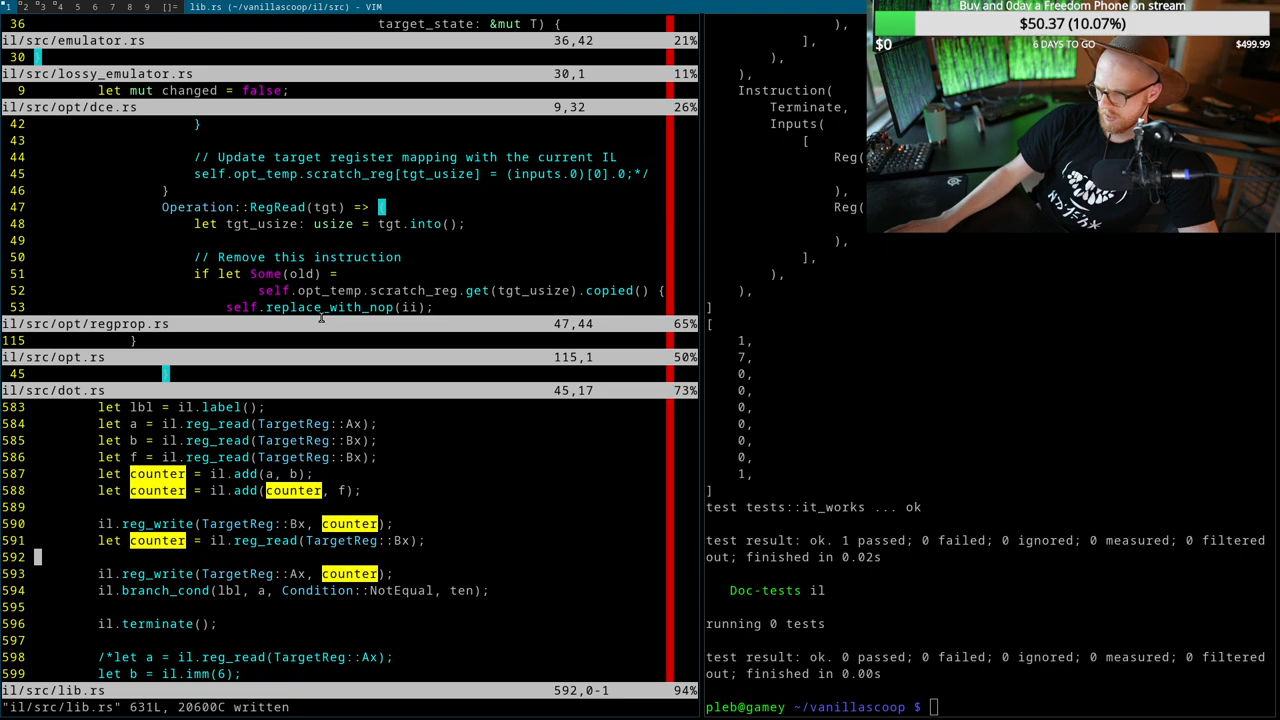 1 2 3 4 5 6 7 8 9 []= lib.rs (~/vanillascoop/il/src) - VIM
36 target_state: &mut T) {
il/src/emulator.rs 36,42 21%
30 }
il/src/lossy_emulator.rs 30,1 11%
9 let mut changed = false;
il/src/opt/dce.rs 9,32 26%
42 }
43
44 // Update target register mapping with the current IL
45 self.opt_temp.scratch_reg[tgt_usize] = (inputs.0)[0].0;*/
46 }
47 Operation::RegRead(tgt) => {
48 let tgt_usize: usize = tgt.into();
49
50 // Remove this instruction
51 if let Some(old) =
52 self.opt_temp.scratch_reg.get(tgt_usize).copied() {
53 self.replace_with_nop(ii);
il/src/opt/regprop.rs 47,44 65%
115 }
il/src/opt.rs 115,1 50%
45 }
il/src/dot.rs 45,17 73%
583 let lbl = il.label();
584 let a = il.reg_read(TargetReg::Ax);
585 let b = il.reg_read(TargetReg::Bx);
586 let f = il.reg_read(TargetReg::Bx);
587 let counter = il.add(a, b);
588 let counter = il.add(counter, f);
589
590 il.reg_write(TargetReg::Bx, counter);
591 let counter = il.reg_read(TargetReg::Bx);
592
593 il.reg_write(TargetReg::Ax, counter);
594 il.branch_cond(lbl, a, Condition::NotEqual, ten);
595
596 il.terminate();
597
598 /*let a = il.reg_read(TargetReg::Ax);
599 let b = il.imm(6);
il/src/lib.rs 592,0-1 94%
"il/src/lib.rs" 631L, 20600C written
),
],
),
),
Instruction(
Terminate,
Inputs(
[
Reg(
),
Reg(
),
],
),
),
]
[
1,
7,
0,
0,
0,
0,
0,
0,
1,
]
test tests::it_works ... ok
test result: ok. 1 passed; 0 failed; 0 ignored; 0 measured; 0 filtered
out; finished in 0.02s
Doc-tests il
running 0 tests
test result: ok. 0 passed; 0 failed; 0 ignored; 0 measured; 0 filtered
out; finished in 0.00s
pleb@gamey ~/vanillascoop $
Buy and 0day a Freedom Phone on stream
$50.37 (10.07%)
$0 6 DAYS TO GO $499.99